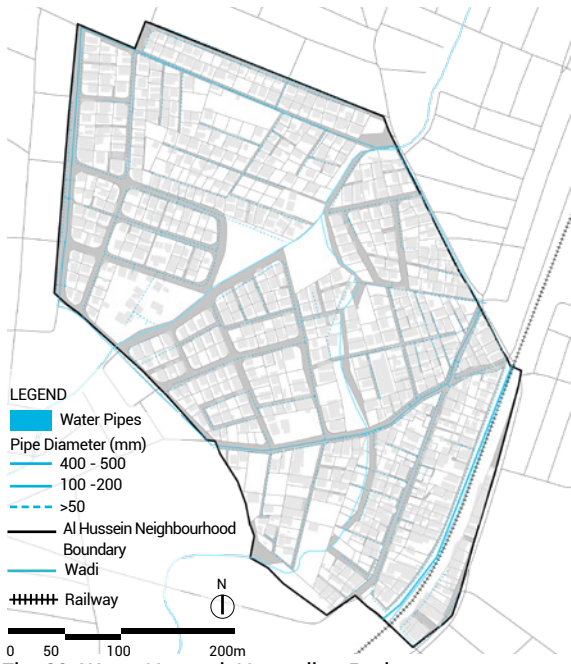 LEGEND
Water Pipes
Pipe Diameter (mm)
400 - 500
100 -200
>50
Al Hussein Neighbourhood
Boundary
Wadi
Railway
N
0 50 100 200m